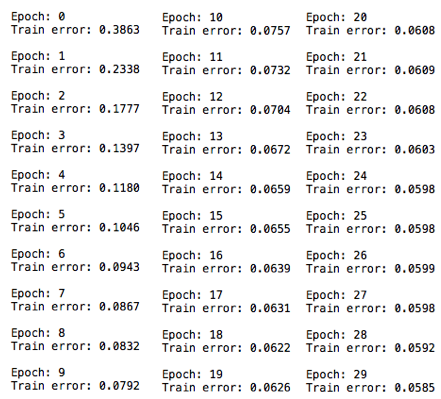 Epoch: 0
Train error: 0.3863
Epoch: 1
Train error: 0.2338
Epoch: 2
Train error: 0.1777
Epoch: 3
Train error: 0.1397
Epoch: 4
Train error: 0.1180
Epoch: 5
Train error: 0.1046
Epoch: 6
Train error: 0.0943
Epoch: 7
Train error: 0.0867
Epoch: 8
Train error: 0.0832
Epoch: 9
Train error: 0.0792
Epoch: 10
Train error: 0.0757
Epoch: 11
Train error: 0.0732
Epoch: 12
Train error: 0.0704
Epoch: 13
Train error: 0.0672
Epoch: 14
Train error: 0.0659
Epoch: 15
Train error: 0.0655
Epoch: 16
Train error: 0.0639
Epoch: 17
Train error: 0.0631
Epoch: 18
Train error: 0.0622
Epoch: 19
Train error: 0.0626
Epoch: 20
Train error: 0.0608
Epoch: 21
Train error: 0.0609
Epoch: 22
Train error: 0.0608
Epoch: 23
Train error: 0.0603
Epoch: 24
Train error: 0.0598
Epoch: 25
Train error: 0.0598
Epoch: 26
Train error: 0.0599
Epoch: 27
Train error: 0.0598
Epoch: 28
Train error: 0.0592
Epoch: 29
Train error: 0.0585